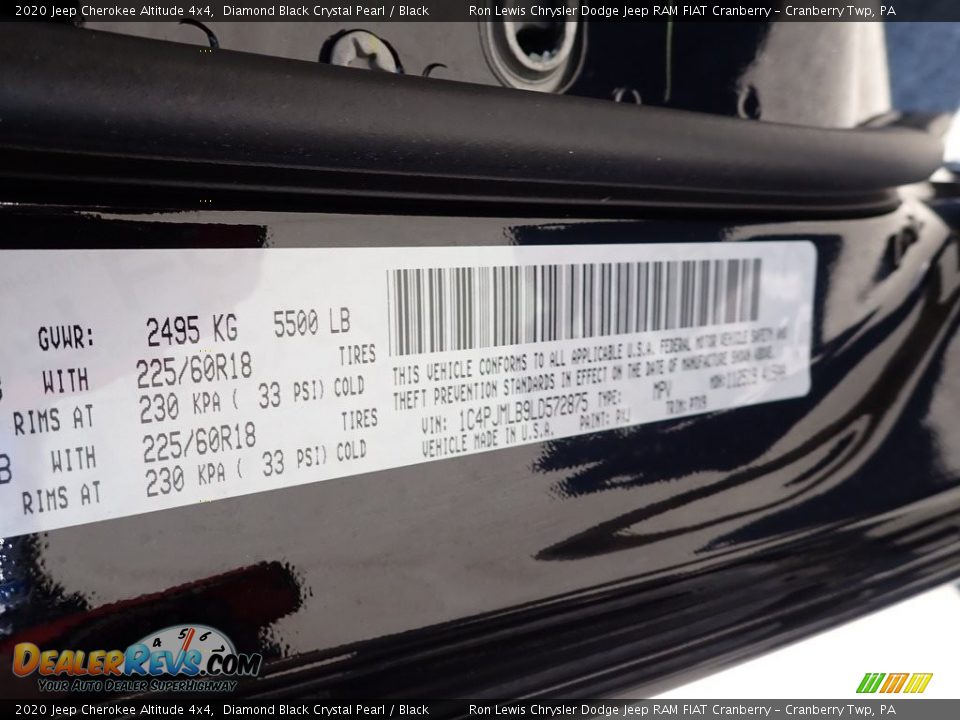 2020 Jeep Cherokee Altitude 4x4, Diamond Black Crystal Pearl / Black Ron Lewis Chrysler Dodge Jeep RAM FIAT Cranberry - Cranberry Twp, PA
GVWR: 2495 KG 5500 LB
WITH 225/60R18 TIRES
RIMS AT 230 KPA ( 33 PSI) COLD
B WITH 225/60R18 TIRES
RIMS AT 230 KPA ( 33 PSI) COLD
THIS VEHICLE CONFORMS TO ALL APPLICABLE U.S.A. FEDERAL MOTOR VEHICLE SAFETY AND
THEFT PREVENTION STANDARDS IN EFFECT ON THE DATE OF MANUFACTURE SHOWN ABOVE.
VIN: 1C4PJMLB9LD572875 TYPE: MPV
VEHICLE MADE IN U.S.A. PAINT: PXJ TRIM:
DealerRevs.com
Your Auto Dealer SuperHighway
2020 Jeep Cherokee Altitude 4x4, Diamond Black Crystal Pearl / Black Ron Lewis Chrysler Dodge Jeep RAM FIAT Cranberry - Cranberry Twp, PA